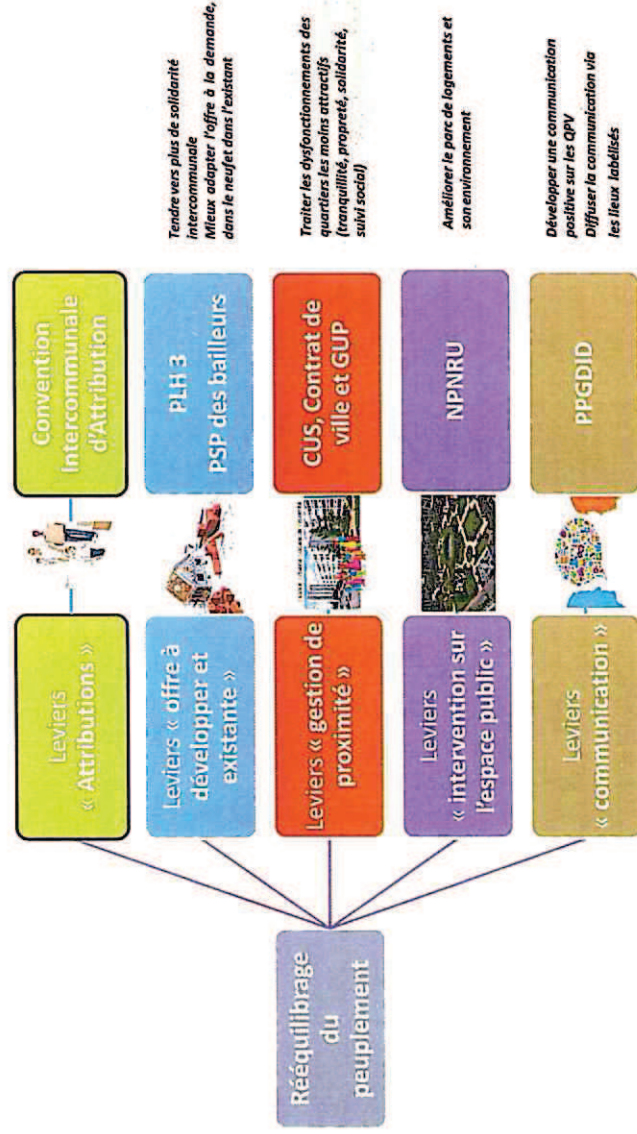 Rééquilibrage
du
peuplement
Leviers
« Attributions »
Convention
Intercommunale
d'Attribution
Leviers « offre à
développer et
existante »
PLH 3
PSP des bailleurs
Tendre vers plus de solidarité
intercommunale
Mieux adapter l'offre à la demande,
dans le neufet dans l'existant
Leviers « gestion de
proximité »
CUS, Contrat de
ville et GUP
Traiter les dysfonctionnements des
quartiers les moins attractifs
(tranquillité, propreté, solidarité,
suivi social)
Leviers
« intervention sur
l'espace public »
NPNRU
Améliorer le parc de logements et
son environnement
Leviers
« communication »
PPGDID
Développer une communication
positive sur les QPV
Diffuser la communication via
les lieux labélisés